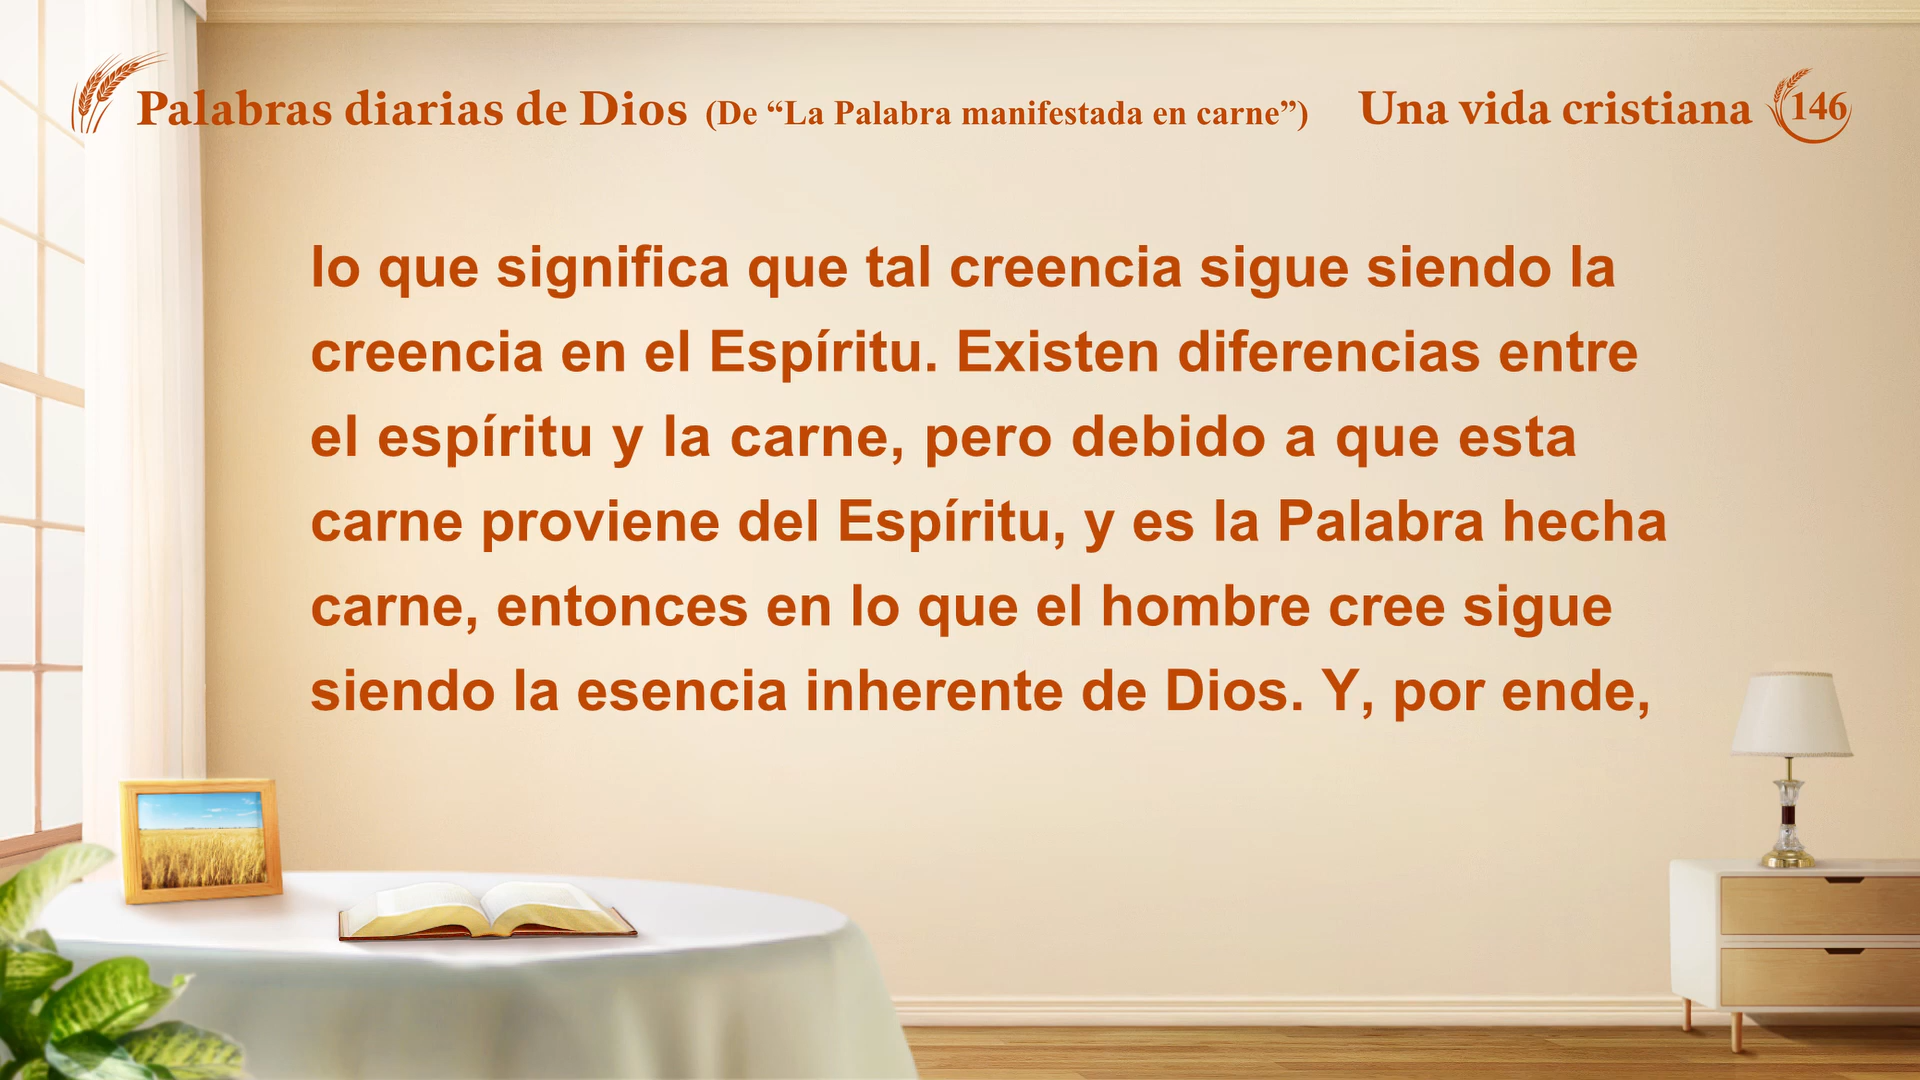 Palabras diarias de Dios (De “La Palabra manifestada en carne”) Una vida cristiana 146
lo que significa que tal creencia sigue siendo la
creencia en el Espíritu. Existen diferencias entre
el espíritu y la carne, pero debido a que esta
carne proviene del Espíritu, y es la Palabra hecha
carne, entonces en lo que el hombre cree sigue
siendo la esencia inherente de Dios. Y, por ende,